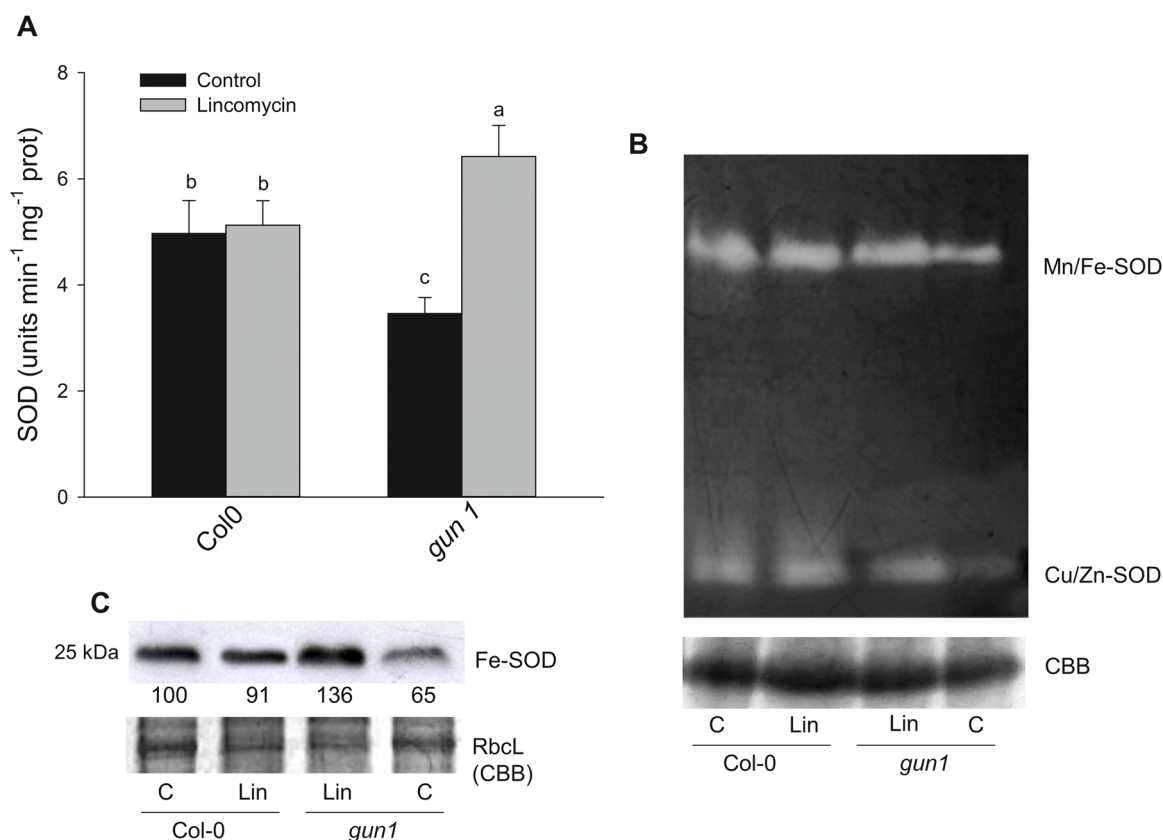 A
8
6
4
2
0
SOD (units min⁻¹ mg⁻¹ prot)
Control
Lincomycin
b
b
c
a
Col0
gun 1
B
Mn/Fe-SOD
Cu/Zn-SOD
CBB
C Lin Lin C
Col-0 gun1
C
25 kDa
Fe-SOD
100 91 136 65
RbcL
(CBB)
C Lin Lin C
Col-0 gun1